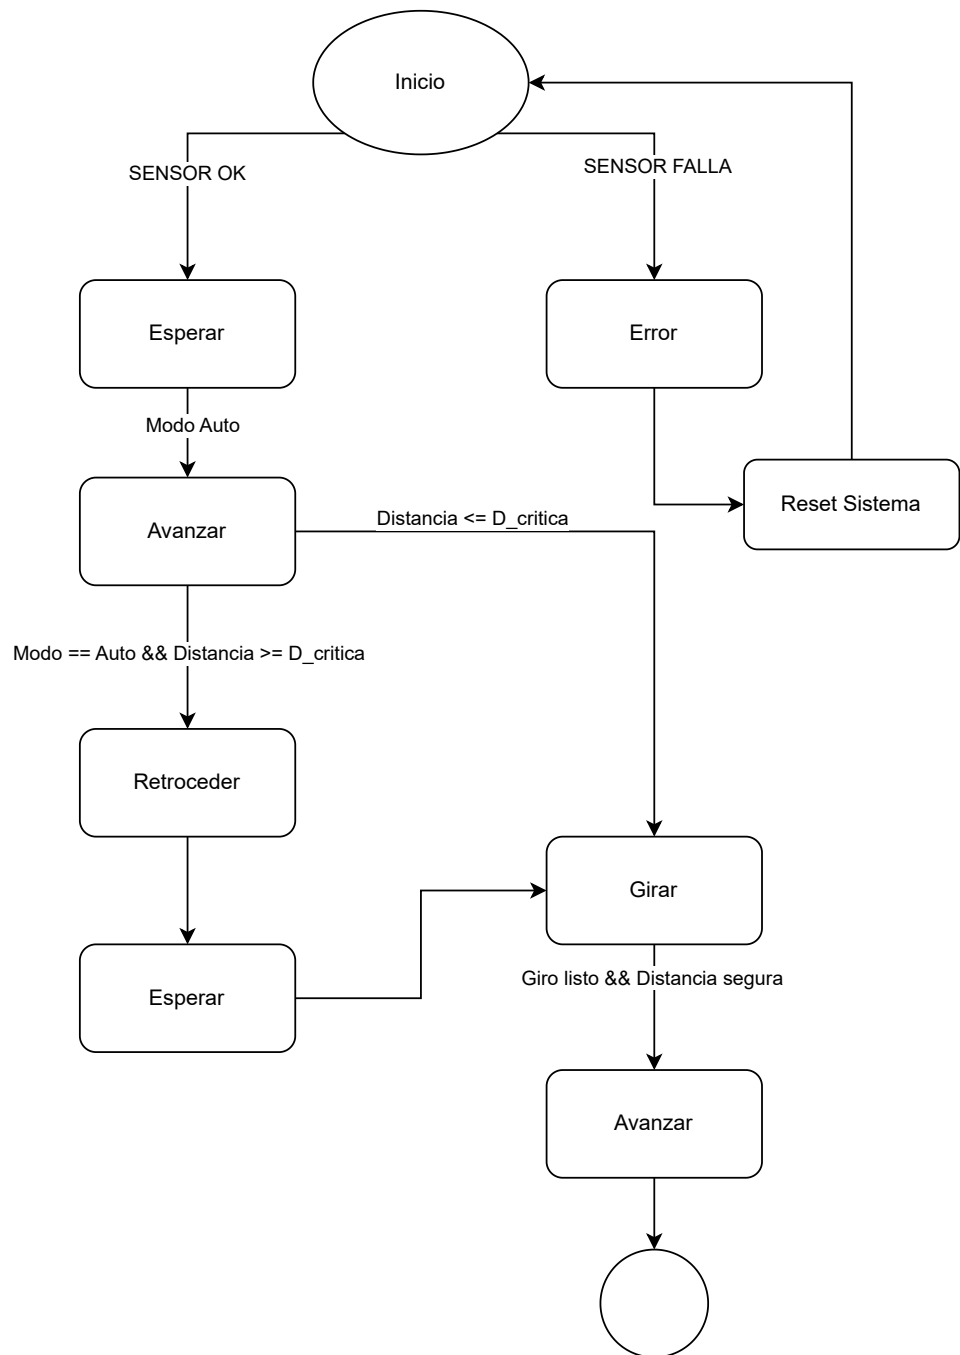 Inicio
SENSOR OK
SENSOR FALLA
Esperar
Error
Modo Auto
Reset Sistema
Avanzar
Distancia <= D_critica
Modo == Auto && Distancia >= D_critica
Retroceder
Girar
Giro listo && Distancia segura
Esperar
Avanzar